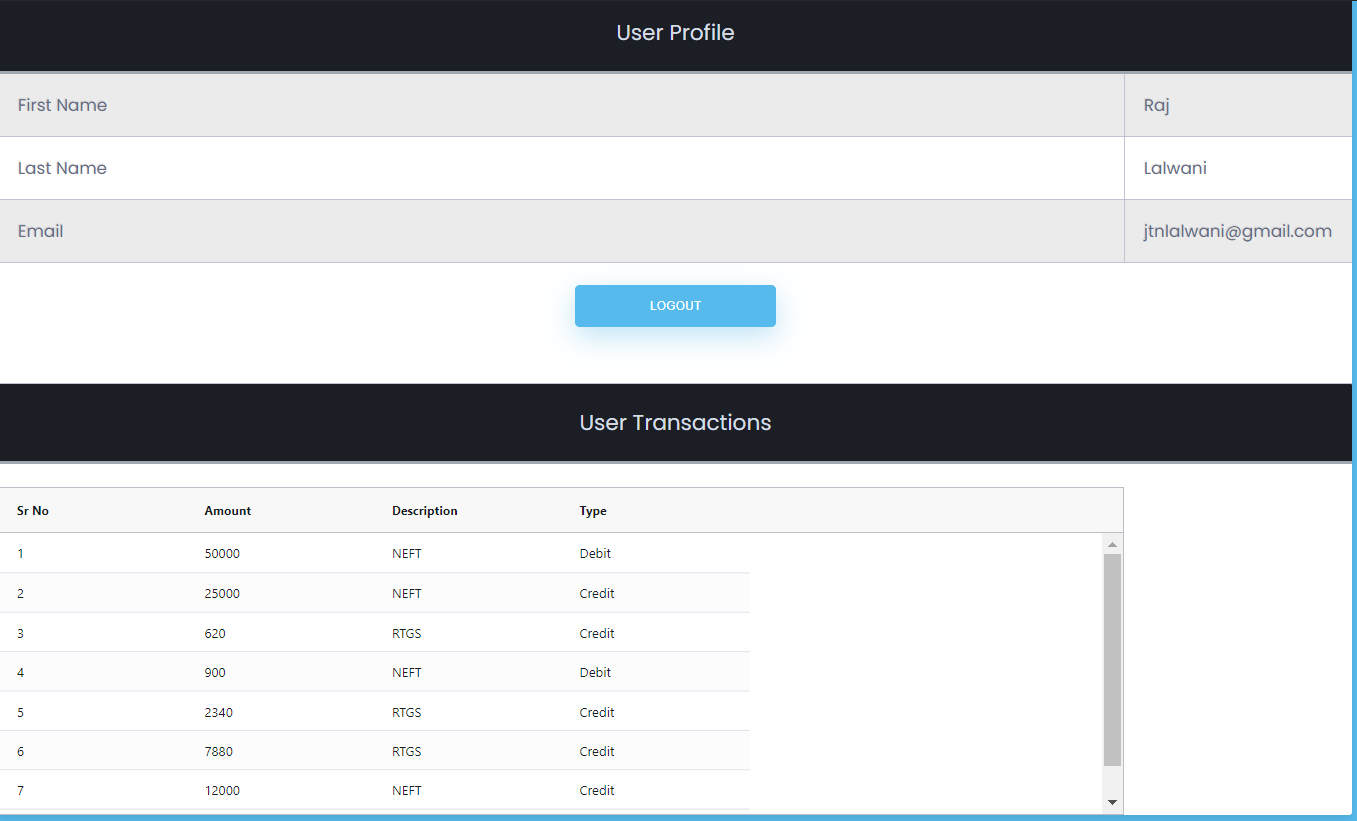 User Profile
First Name Raj
Last Name Lalwani
Email jtnlalwani@gmail.com
LOGOUT
User Transactions
Sr No Amount Description Type
1 50000 NEFT Debit
2 25000 NEFT Credit
3 620 RTGS Credit
4 900 NEFT Debit
5 2340 RTGS Credit
6 7880 RTGS Credit
7 12000 NEFT Credit